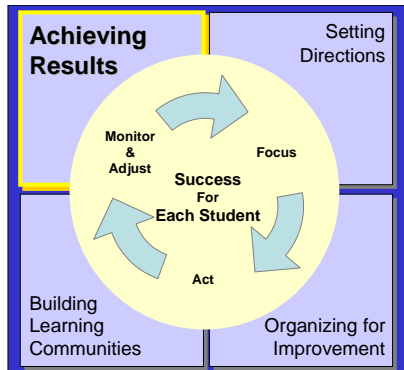 Achieving
Results
Setting
Directions
Monitor
&
Adjust
Focus
Success
For
Each Student
Act
Building
Learning
Communities
Organizing for
Improvement